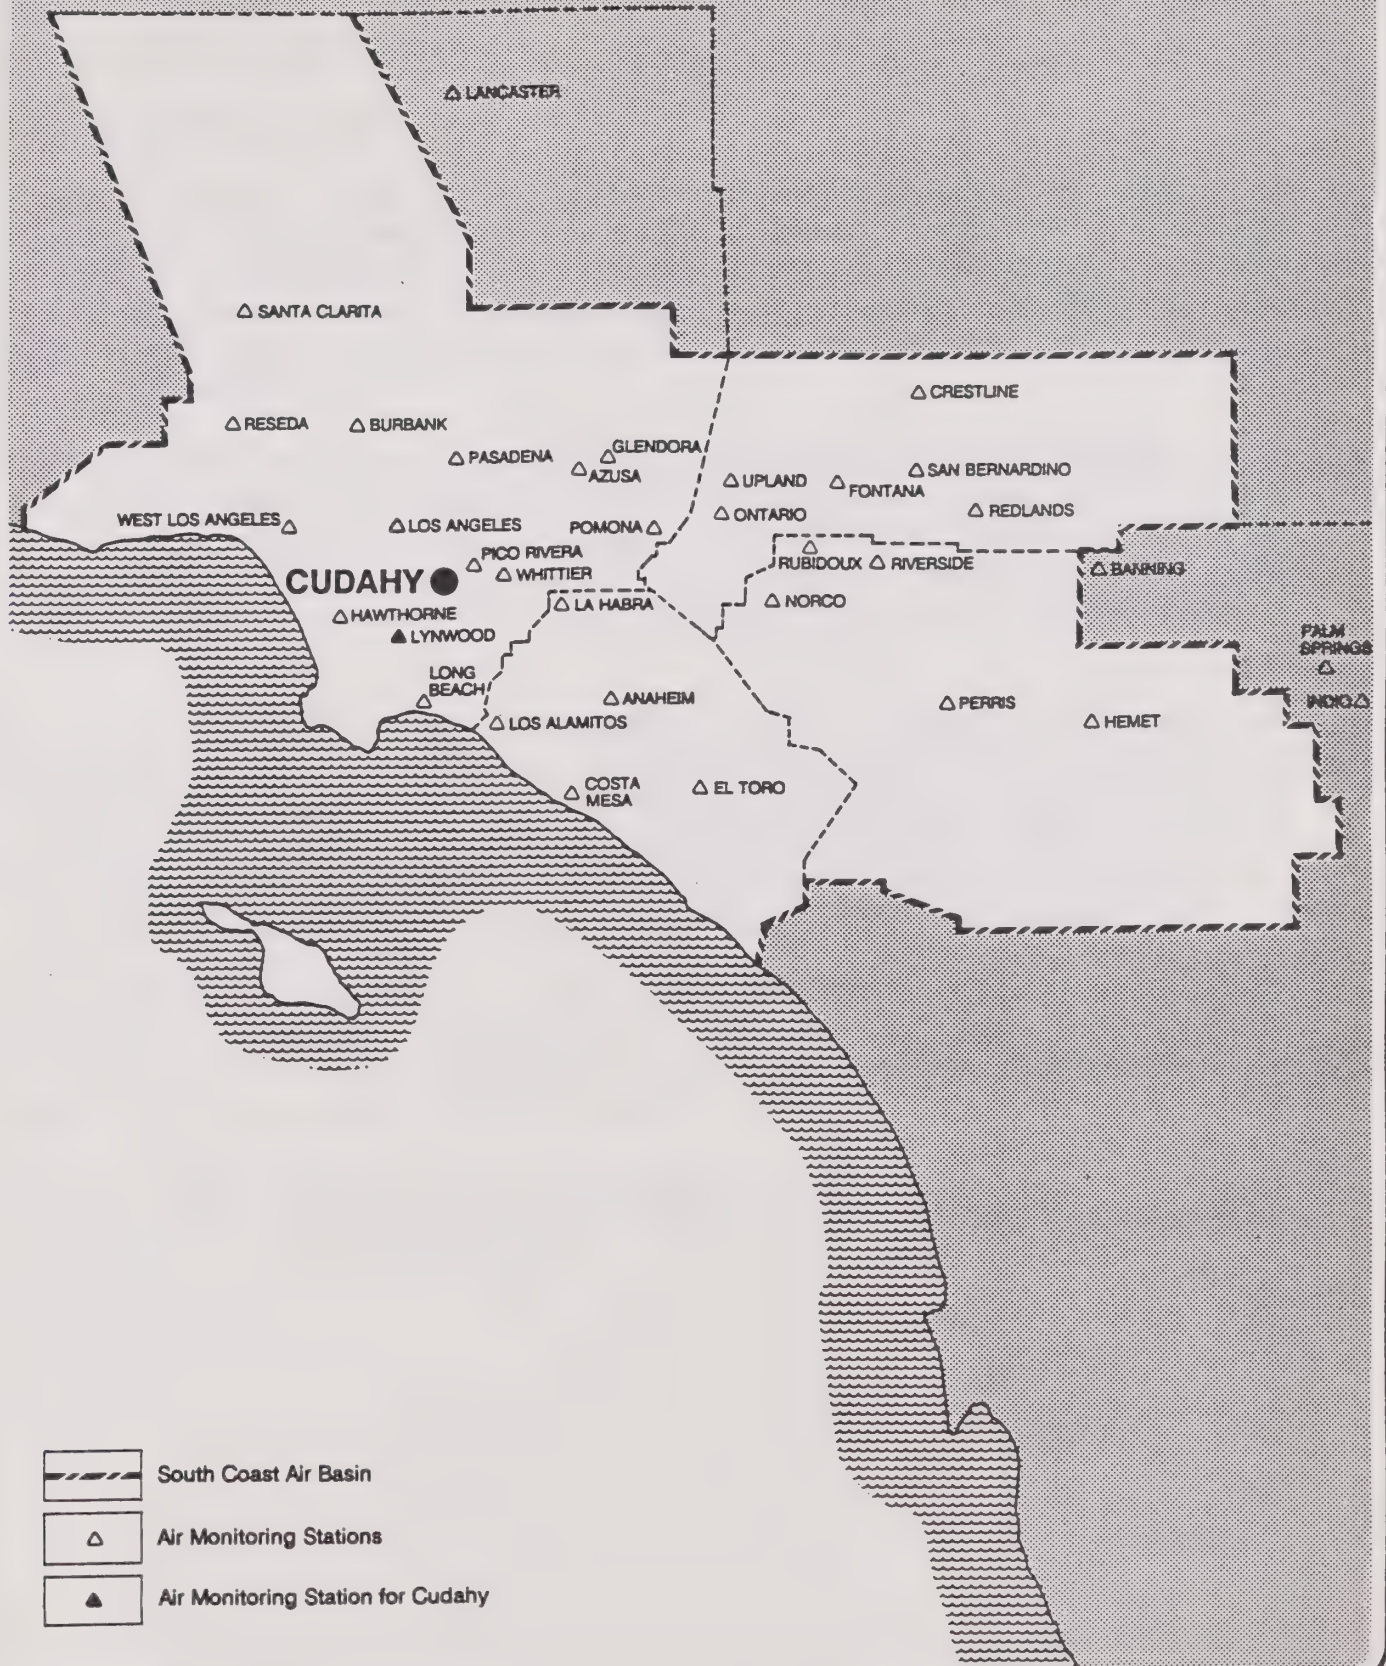 LANCASTER
SANTA CLARITA
CRESTLINE
RESEDA
BURBANK
GLENDORA
PASADENA
AZUSA
SAN BERNARDINO
UPLAND
FONTANA
REDLANDS
ONTARIO
WEST LOS ANGELES
LOS ANGELES
POMONA
PICO RIVERA
RUBIDOUX
RIVERSIDE
BANNING
WHITTIER
CUDAHY
LA HABRA
NORCO
HAWTHORNE
LYNWOOD
PALM
SPRINGS
LONG
BEACH
ANAHEIM
PERRIS
INDIO
LOS ALAMITOS
HEMET
COSTA
MESA
EL TORO
South Coast Air Basin
Air Monitoring Stations
Air Monitoring Station for Cudahy